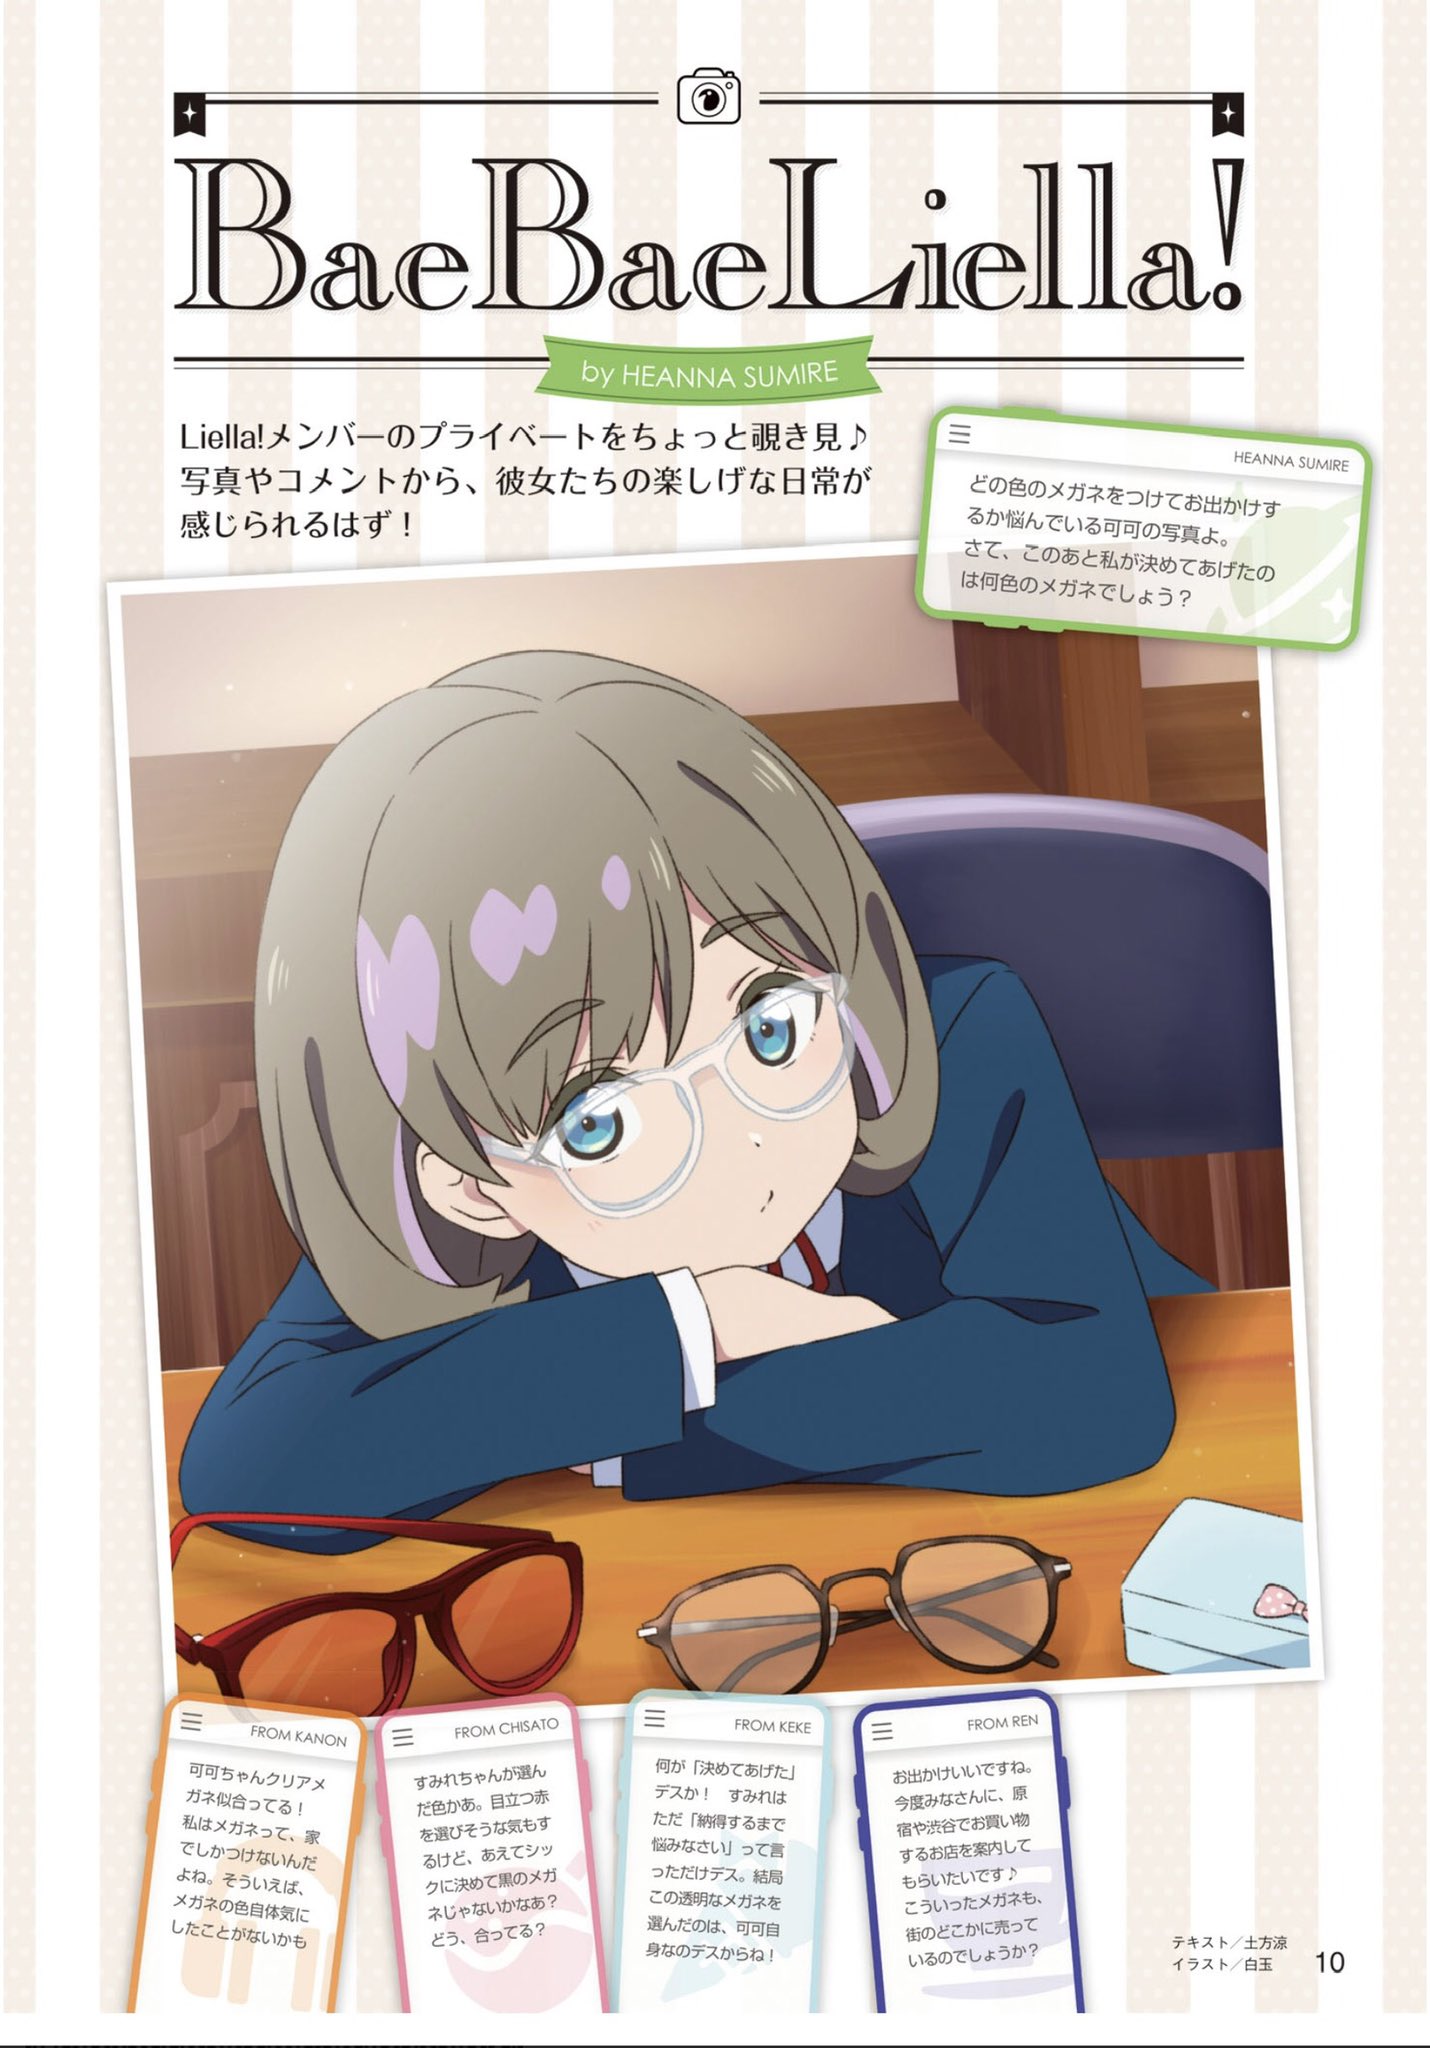 BaeBaeLiella!
by HEANNA SUMIRE
Liella!メンバーのプライベートをちょっと覗き見♪
写真やコメントから、彼女たちの楽しげな日常が
感じられるはず！
HEANNA SUMIRE
どの色のメガネをつけてお出かけす
るか悩んでいる可可の写真よ。
さて、このあと私が決めてあげたの
は何色のメガネでしょう？
FROM KANON
可可ちゃんクリアメ
ガネ似合ってる！
私はメガネって、家
でしかつけないんだ
よね。そういえば、
メガネの色自体気に
したことがないかも
FROM CHISATO
すみれちゃんが選ん
だ色かあ。目立つ赤
を選びそうな気もす
るけど、あえてシッ
クに決めて黒のメガ
ネじゃないかなあ？
どう、合ってる？
FROM KEKE
何が「決めてあげた」
デスか！　すみれは
ただ「納得するまで
悩みなさい」って言
っただけデス。結局
この透明なメガネを
選んだのは、可可自
身なのデスからね！
FROM REN
お出かけいいですね。
今度みなさんに、原
宿や渋谷でお買い物
するお店を案内して
もらいたいです♪
こういったメガネも、
街のどこかに売って
いるのでしょうか？
テキスト／土方涼
イラスト／白玉
10